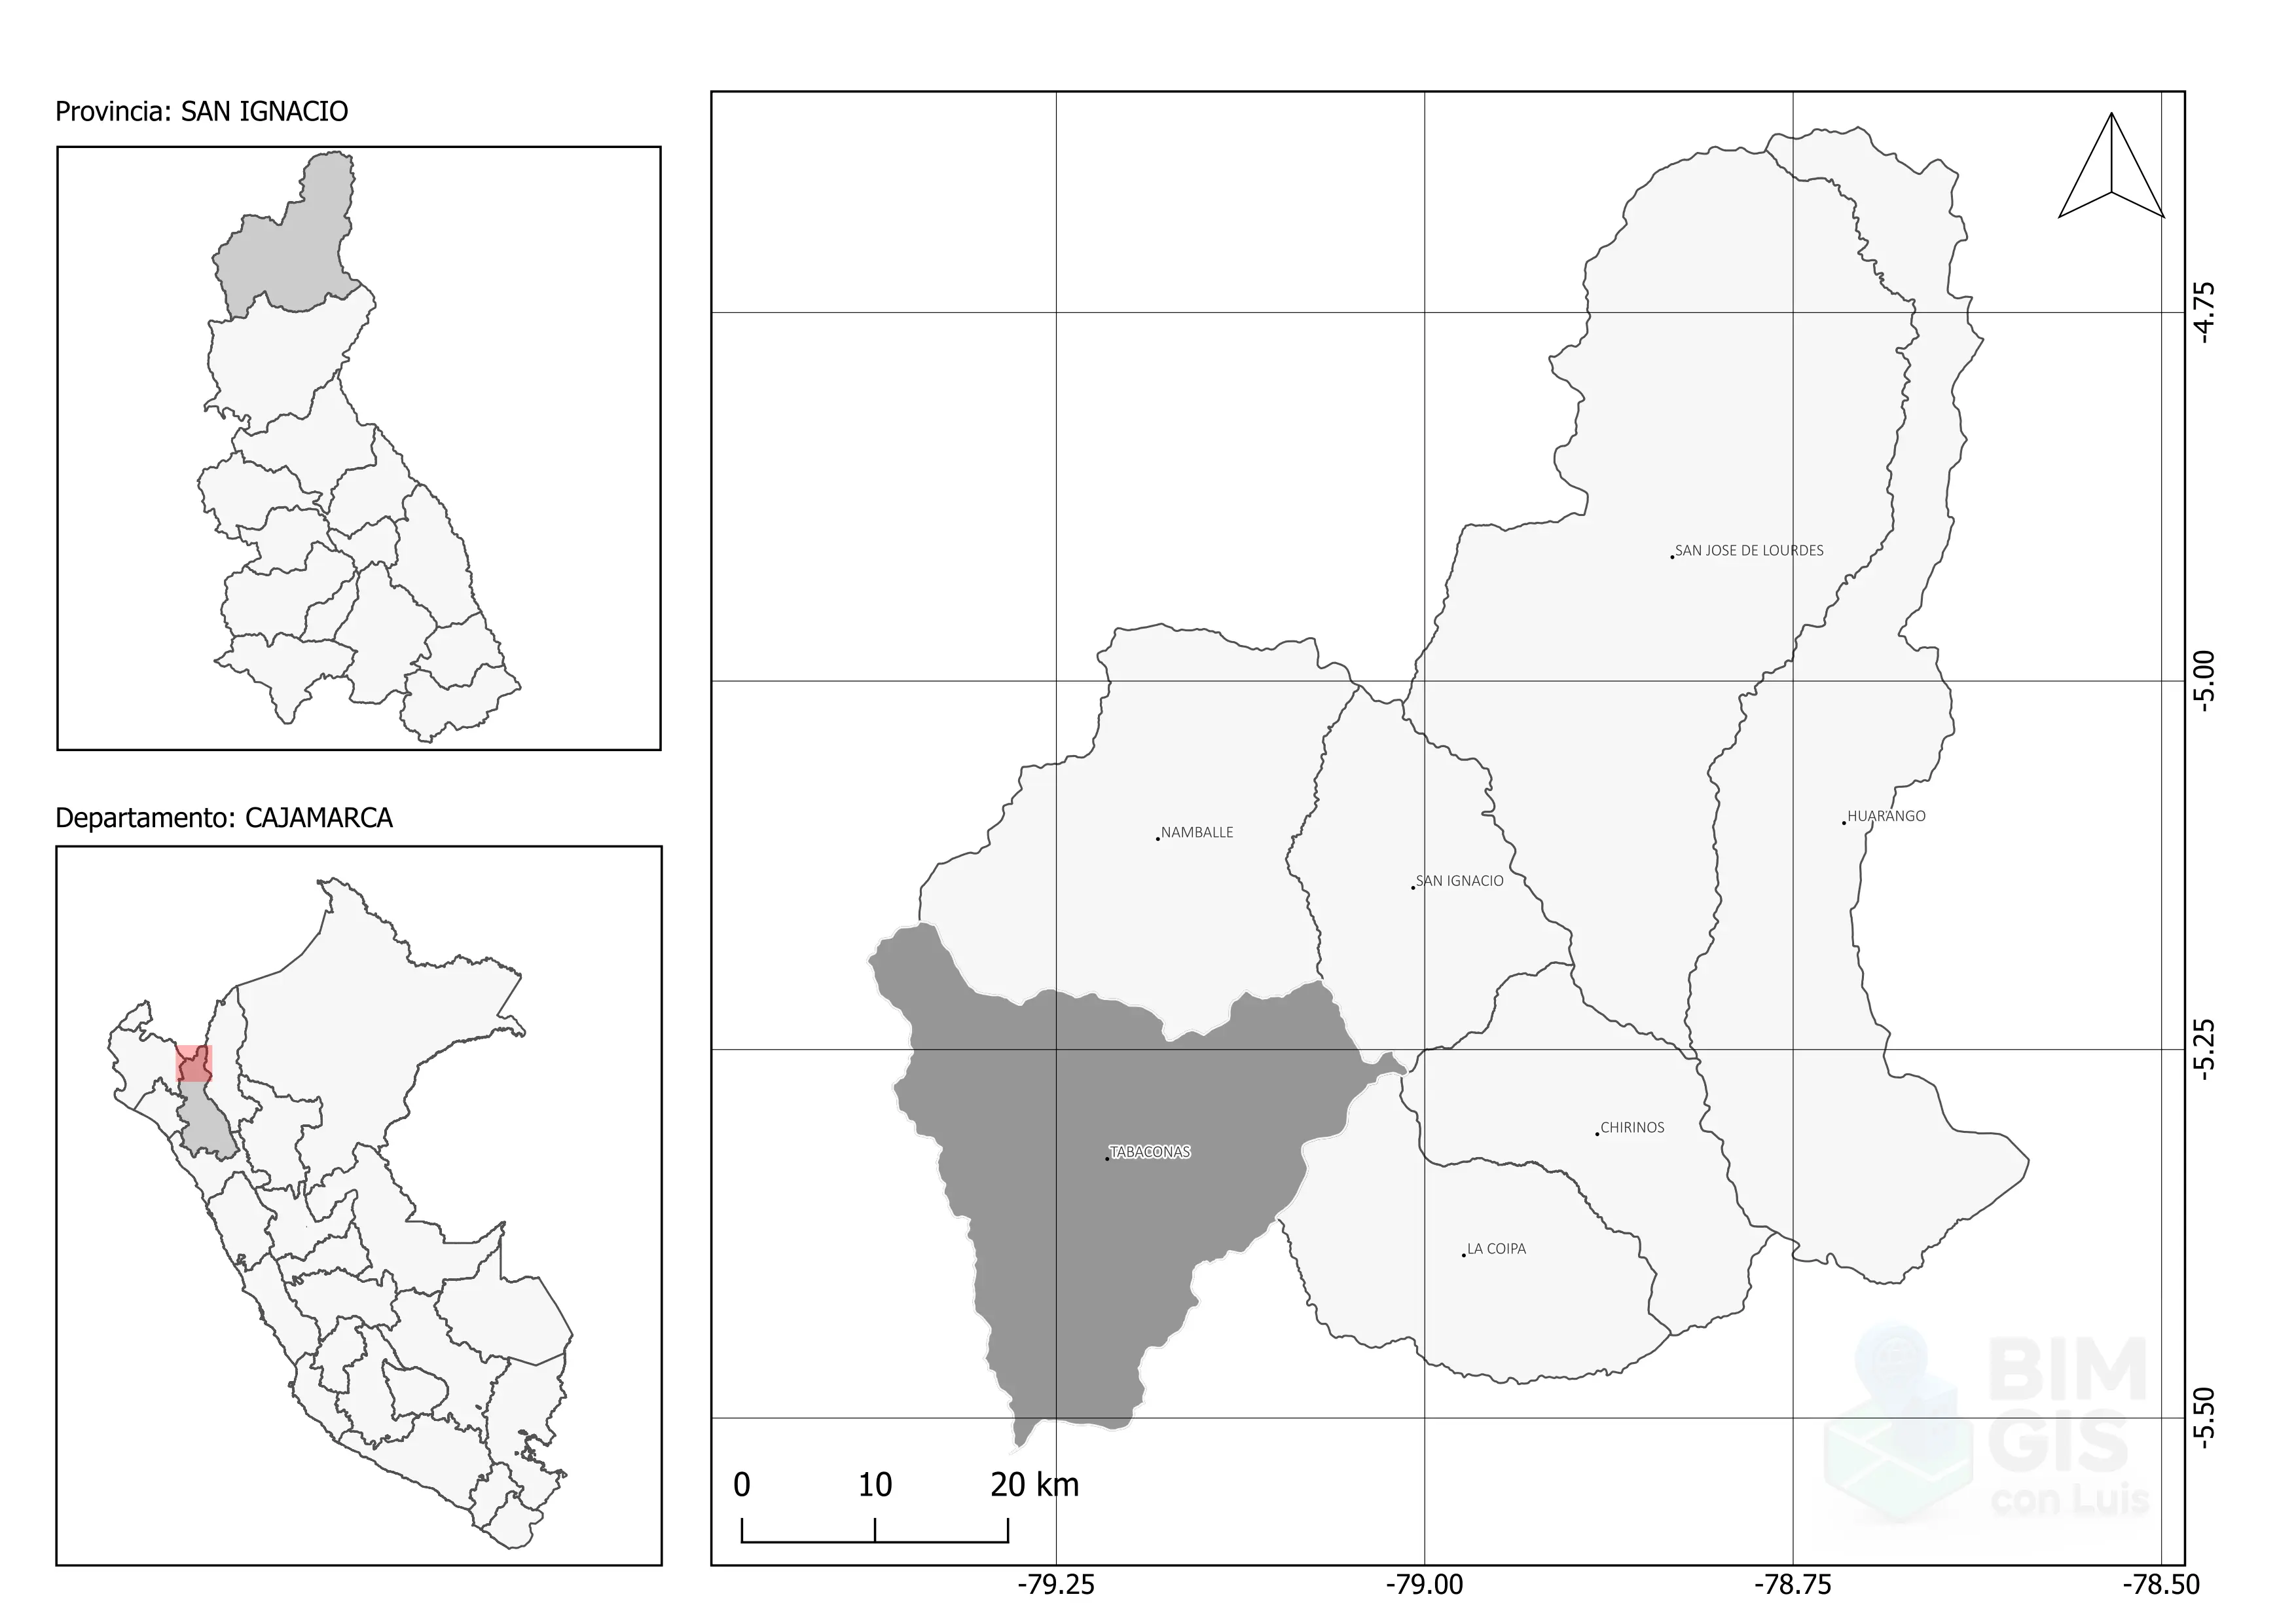 Provincia: SAN IGNACIO
Departamento: CAJAMARCA
SAN JOSE DE LOURDES
HUARANGO
NAMBALLE
SAN IGNACIO
CHIRINOS
TABACONAS
LA COIPA
-4.75
-5.00
-5.25
-5.50
BIM
GIS
con Luis
0 10 20 km
-79.25 -79.00 -78.75 -78.50